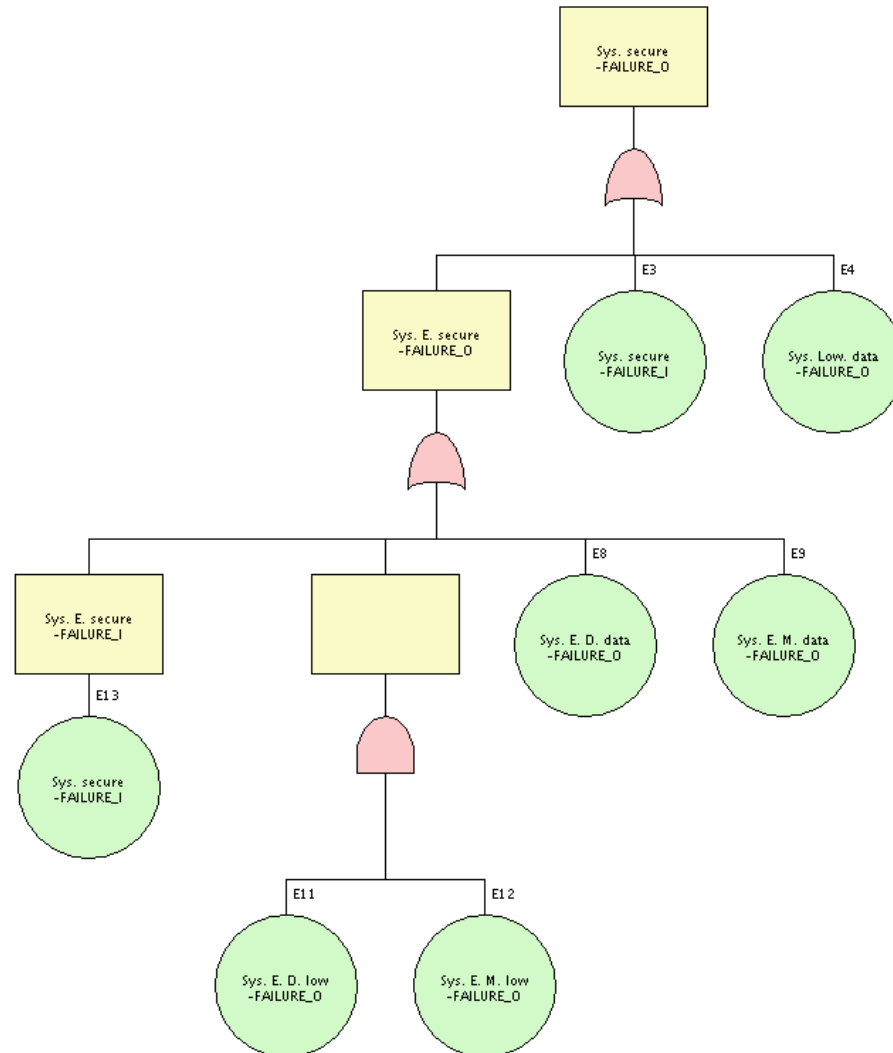 Sys. secure
-FAILURE_O
E3
E4
Sys. E. secure
-FAILURE_O
Sys. secure
-FAILURE_I
Sys. Low. data
-FAILURE_O
E8
E9
Sys. E. secure
-FAILURE_I
Sys. E. D. data
-FAILURE_O
Sys. E. M. data
-FAILURE_O
E13
Sys. secure
-FAILURE_I
E11
E12
Sys. E. D. low
-FAILURE_O
Sys. E. M. low
-FAILURE_O